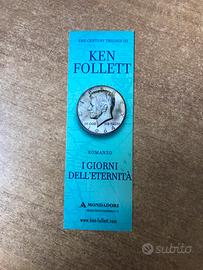 THE CENTURY TRILOGY III
KEN
FOLLETT
ROMANZO
I GIORNI
DELL'ETERNITÀ
MONDADORI
www.ken-follett.com
subito